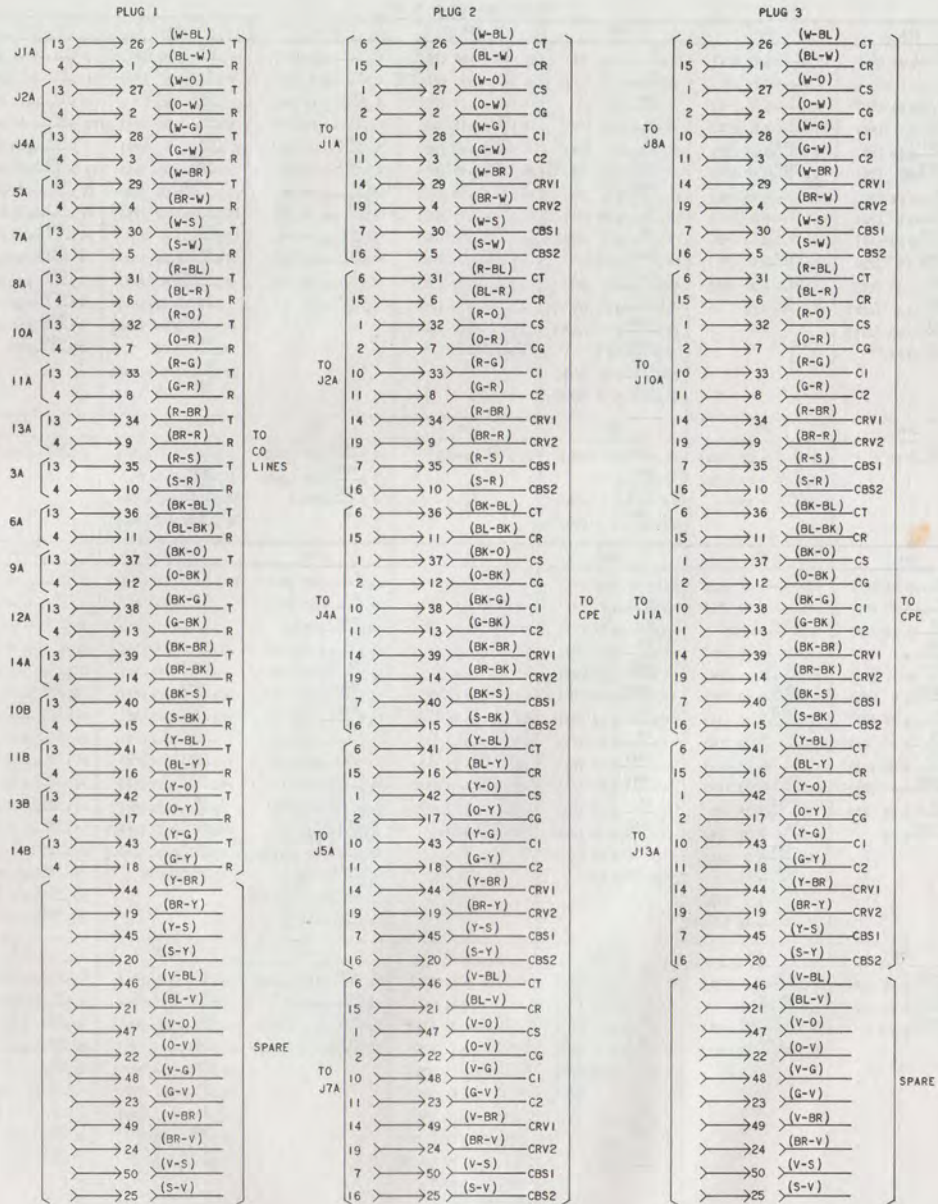 PLUG 1
J1A 13 26 (W-BL) T
4 1 (BL-W) R
J2A 13 27 (W-O) T
4 2 (O-W) R
J4A 13 28 (W-G) T
4 3 (G-W) R
5A 13 29 (W-BR) T
4 4 (BR-W) R
7A 13 30 (W-S) T
4 5 (S-W) R
8A 13 31 (R-BL) T
4 6 (BL-R) R
10A 13 32 (R-O) T
4 7 (O-R) R
11A 13 33 (R-G) T
4 8 (G-R) R
13A 13 34 (R-BR) T
4 9 (BR-R) R
3A 13 35 (R-S) T
4 10 (S-R) R
6A 13 36 (BK-BL) T
4 11 (BL-BK) R
9A 13 37 (BK-O) T
4 12 (O-BK) R
12A 13 38 (BK-G) T
4 13 (G-BK) R
14A 13 39 (BK-BR) T
4 14 (BR-BK) R
10B 13 40 (BK-S) T
4 15 (S-BK) R
11B 13 41 (Y-BL) T
4 16 (BL-Y) R
13B 13 42 (Y-O) T
4 17 (O-Y) R
14B 13 43 (Y-G) T
4 18 (G-Y) R
TO
CO
LINES
44 (Y-BR)
19 (BR-Y)
45 (Y-S)
20 (S-Y)
46 (V-BL)
21 (BL-V)
47 (V-O)
22 (O-V)
48 (V-G)
23 (G-V)
49 (V-BR)
24 (BR-V)
50 (V-S)
25 (S-V)
SPARE
PLUG 2
TO
J1A
6 26 (W-BL) CT
15 1 (BL-W) CR
1 27 (W-O) CS
2 2 (O-W) CG
10 28 (W-G) C1
11 3 (G-W) C2
14 29 (W-BR) CRV1
19 4 (BR-W) CRV2
7 30 (W-S) CBS1
16 5 (S-W) CBS2
TO
J2A
6 31 (R-BL) CT
15 6 (BL-R) CR
1 32 (R-O) CS
2 7 (O-R) CG
10 33 (R-G) C1
11 8 (G-R) C2
14 34 (R-BR) CRV1
19 9 (BR-R) CRV2
7 35 (R-S) CBS1
16 10 (S-R) CBS2
TO
J4A
6 36 (BK-BL) CT
15 11 (BL-BK) CR
1 37 (BK-O) CS
2 12 (O-BK) CG
10 38 (BK-G) C1
11 13 (G-BK) C2
14 39 (BK-BR) CRV1
19 14 (BR-BK) CRV2
7 40 (BK-S) CBS1
16 15 (S-BK) CBS2
TO
J5A
6 41 (Y-BL) CT
15 16 (BL-Y) CR
1 42 (Y-O) CS
2 17 (O-Y) CG
10 43 (Y-G) C1
11 18 (G-Y) C2
14 44 (Y-BR) CRV1
19 19 (BR-Y) CRV2
7 45 (Y-S) CBS1
16 20 (S-Y) CBS2
TO
J7A
6 46 (V-BL) CT
15 21 (BL-V) CR
1 47 (V-O) CS
2 22 (O-V) CG
10 48 (V-G) C1
11 23 (G-V) C2
14 49 (V-BR) CRV1
19 24 (BR-V) CRV2
7 50 (V-S) CBS1
16 25 (S-V) CBS2
TO
CPE
PLUG 3
TO
J8A
6 26 (W-BL) CT
15 1 (BL-W) CR
1 27 (W-O) CS
2 2 (O-W) CG
10 28 (W-G) C1
11 3 (G-W) C2
14 29 (W-BR) CRV1
19 4 (BR-W) CRV2
7 30 (W-S) CBS1
16 5 (S-W) CBS2
TO
J10A
6 31 (R-BL) CT
15 6 (BL-R) CR
1 32 (R-O) CS
2 7 (O-R) CG
10 33 (R-G) C1
11 8 (G-R) C2
14 34 (R-BR) CRV1
19 9 (BR-R) CRV2
7 35 (R-S) CBS1
16 10 (S-R) CBS2
TO
J11A
6 36 (BK-BL) CT
15 11 (BL-BK) CR
1 37 (BK-O) CS
2 12 (O-BK) CG
10 38 (BK-G) C1
11 13 (G-BK) C2
14 39 (BK-BR) CRV1
19 14 (BR-BK) CRV2
7 40 (BK-S) CBS1
16 15 (S-BK) CBS2
TO
J13A
6 41 (Y-BL) CT
15 16 (BL-Y) CR
1 42 (Y-O) CS
2 17 (O-Y) CG
10 43 (Y-G) C1
11 18 (G-Y) C2
14 44 (Y-BR) CRV1
19 19 (BR-Y) CRV2
7 45 (Y-S) CBS1
16 20 (S-Y) CBS2
TO
CPE
46 (V-BL)
21 (BL-V)
47 (V-O)
22 (O-V)
48 (V-G)
23 (G-V)
49 (V-BR)
24 (BR-V)
50 (V-S)
25 (S-V)
SPARE